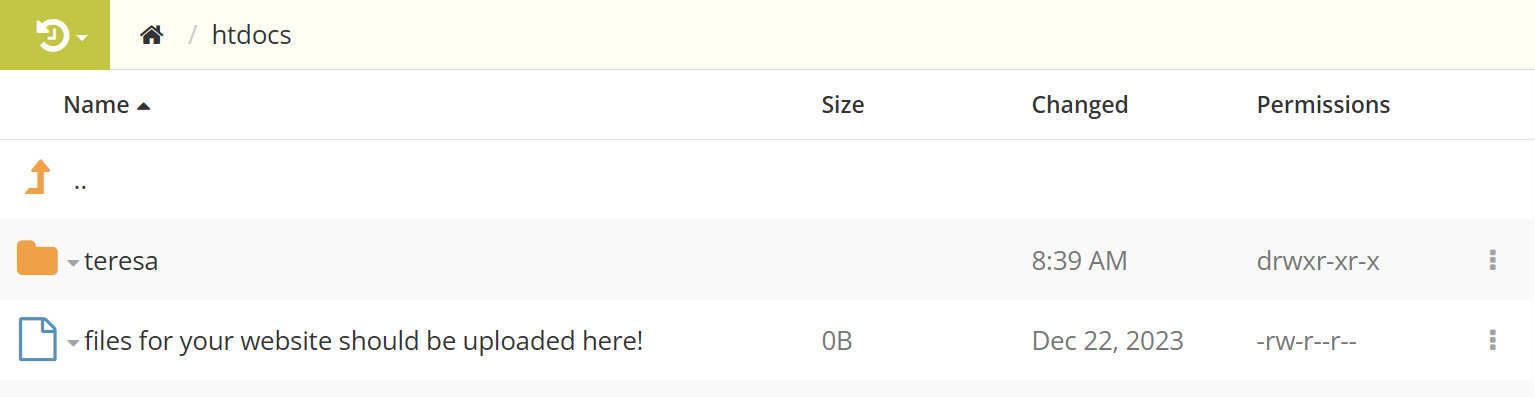 / htdocs
Name Size Changed Permissions
..
teresa 8:39 AM drwxr-xr-x
files for your website should be uploaded here! 0B Dec 22, 2023 -rw-r--r--